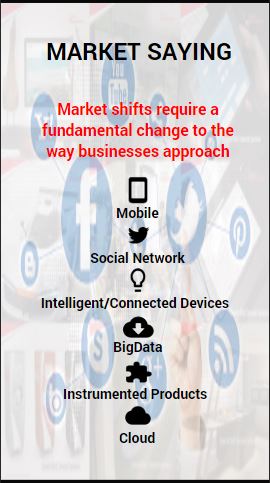 MARKET SAYING
Market shifts require a
fundamental change to the
way businesses approach
Mobile
Social Network
Intelligent/Connected Devices
BigData
Instrumented Products
Cloud